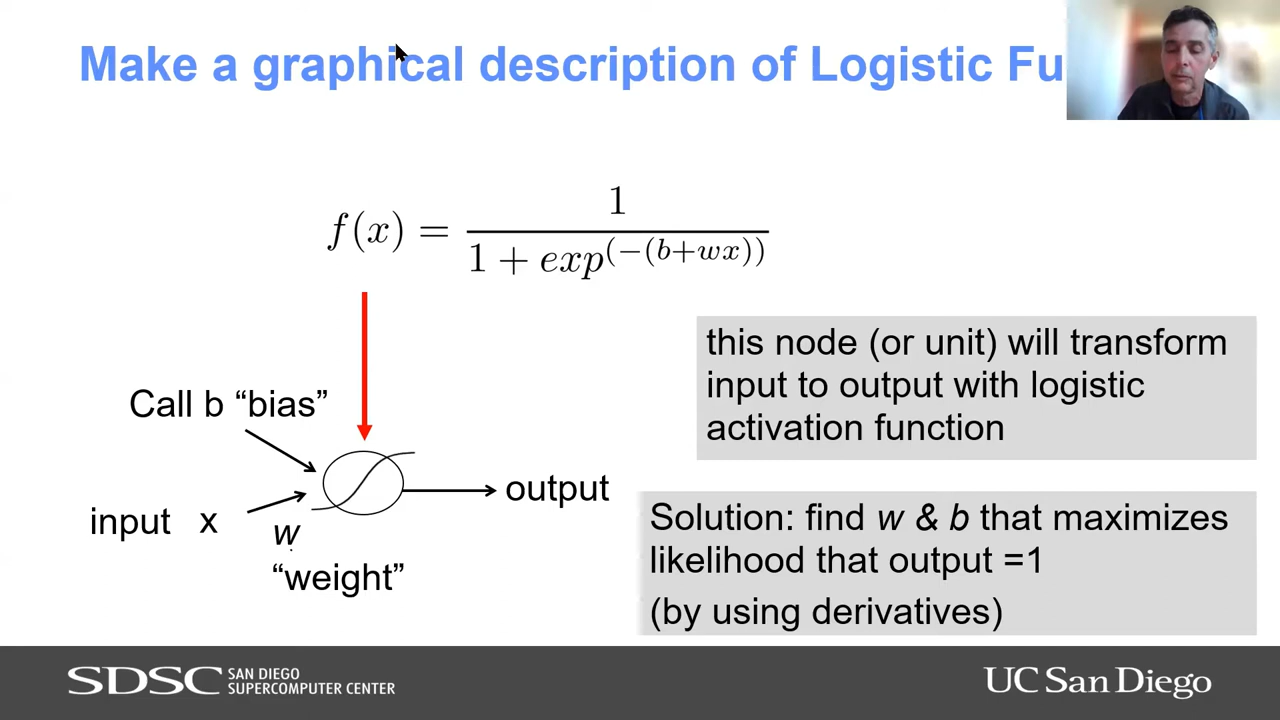 Make a graphical description of Logistic Fu
f(x) = \frac{1}{1 + exp^{(-(b+wx))}}
this node (or unit) will transform
input to output with logistic
activation function
Call b “bias”
output
input x
w
“weight”
Solution: find w & b that maximizes
likelihood that output =1
(by using derivatives)
SDSC SAN DIEGO
SUPERCOMPUTER CENTER
UC San Diego